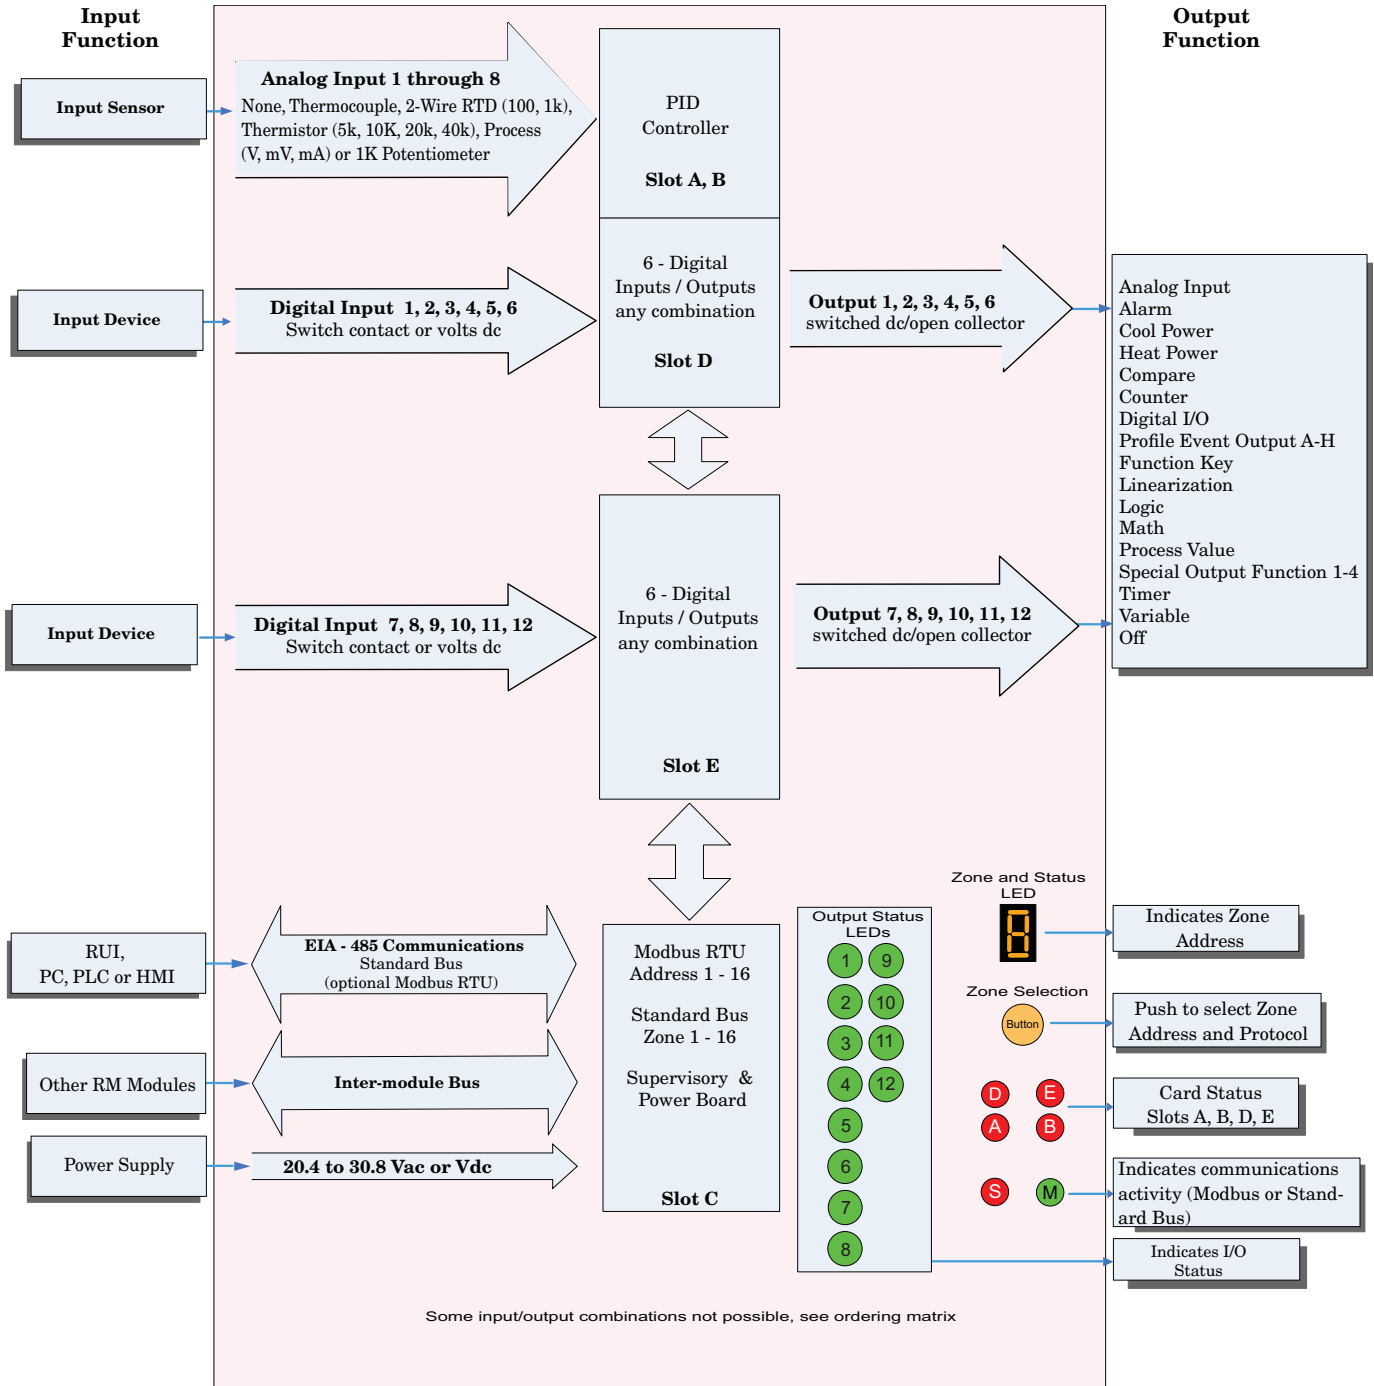 Input
Function
Output
Function
Input Sensor
Analog Input 1 through 8
None, Thermocouple, 2-Wire RTD (100, 1k),
Thermistor (5k, 10K, 20k, 40k), Process
(V, mV, mA) or 1K Potentiometer
PID
Controller
Slot A, B
Input Device
Digital Input 1, 2, 3, 4, 5, 6
Switch contact or volts dc
6 - Digital
Inputs / Outputs
any combination
Slot D
Output 1, 2, 3, 4, 5, 6
switched dc/open collector
Analog Input
Alarm
Cool Power
Heat Power
Compare
Counter
Digital I/O
Profile Event Output A-H
Function Key
Linearization
Logic
Math
Process Value
Special Output Function 1-4
Timer
Variable
Off
Input Device
Digital Input 7, 8, 9, 10, 11, 12
Switch contact or volts dc
6 - Digital
Inputs / Outputs
any combination
Slot E
Output 7, 8, 9, 10, 11, 12
switched dc/open collector
RUI,
PC, PLC or HMI
EIA - 485 Communications
Standard Bus
(optional Modbus RTU)
Other RM Modules
Inter-module Bus
Power Supply
20.4 to 30.8 Vac or Vdc
Modbus RTU
Address 1 - 16
Standard Bus
Zone 1 - 16
Supervisory &
Power Board
Slot C
Output Status
LEDs
1 9
2 10
3 11
4 12
5
6
7
8
Zone and Status
LED
8
Indicates Zone
Address
Zone Selection
Button
Push to select Zone
Address and Protocol
D E
A B
Card Status
Slots A, B, D, E
S M
Indicates communications
activity (Modbus or Stand-
ard Bus)
Indicates I/O
Status
Some input/output combinations not possible, see ordering matrix